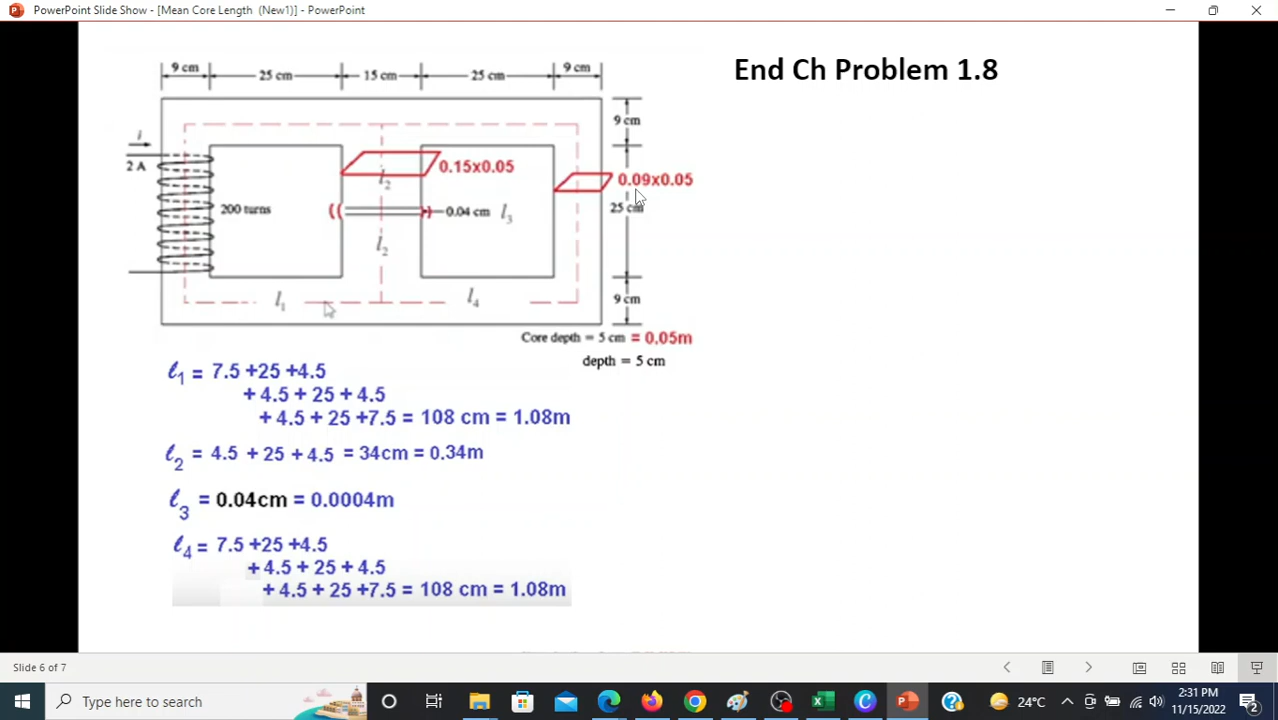 PowerPoint Slide Show - [Mean Core Length (New1)] - PowerPoint
End Ch Problem 1.8
9 cm
25 cm
15 cm
25 cm
9 cm
9 cm
i
2 A
0.15x0.05
l2
0.09x0.05
200 turns
0.04 cm
l3
25 cm
l2
l1
l4
9 cm
Core depth = 5 cm = 0.05m
depth = 5 cm
ℓ1 = 7.5 +25 +4.5
+ 4.5 + 25 + 4.5
+ 4.5 + 25 +7.5 = 108 cm = 1.08m
ℓ2 = 4.5 + 25 + 4.5 = 34cm = 0.34m
ℓ3 = 0.04cm = 0.0004m
ℓ4 = 7.5 +25 +4.5
+ 4.5 + 25 + 4.5
+ 4.5 + 25 +7.5 = 108 cm = 1.08m
Slide 6 of 7
Type here to search
24°C
2:31 PM
11/15/2022
2